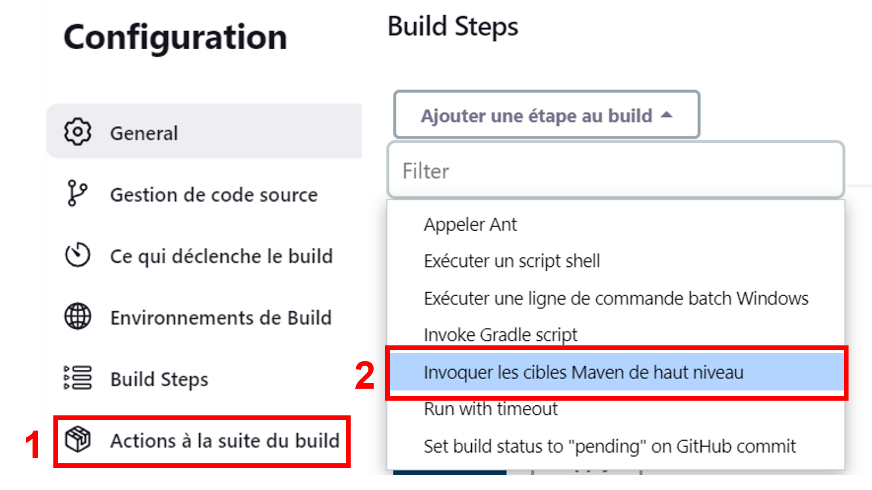 Configuration
General
Gestion de code source
Ce qui déclenche le build
Environnements de Build
Build Steps
1
Actions à la suite du build
Build Steps
Ajouter une étape au build
Filter
Appeler Ant
Exécuter un script shell
Exécuter une ligne de commande batch Windows
Invoke Gradle script
2
Invoquer les cibles Maven de haut niveau
Run with timeout
Set build status to "pending" on GitHub commit